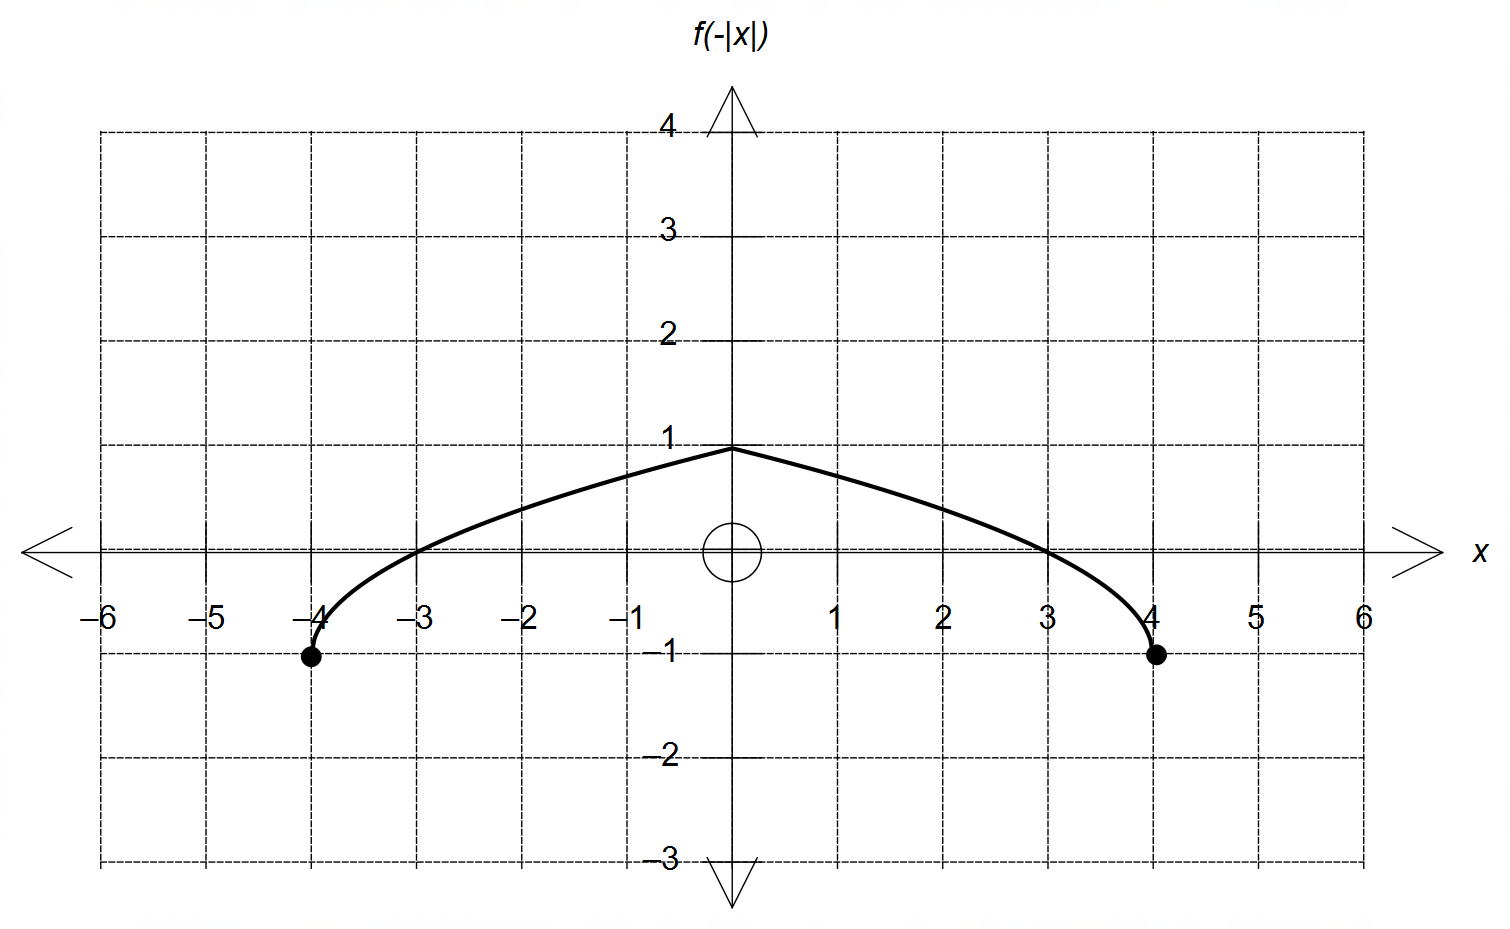 f(-|x|)
4
3
2
1
x
–6 –5 –4 –3 –2 –1 1 2 3 4 5 6
–1
–2
–3